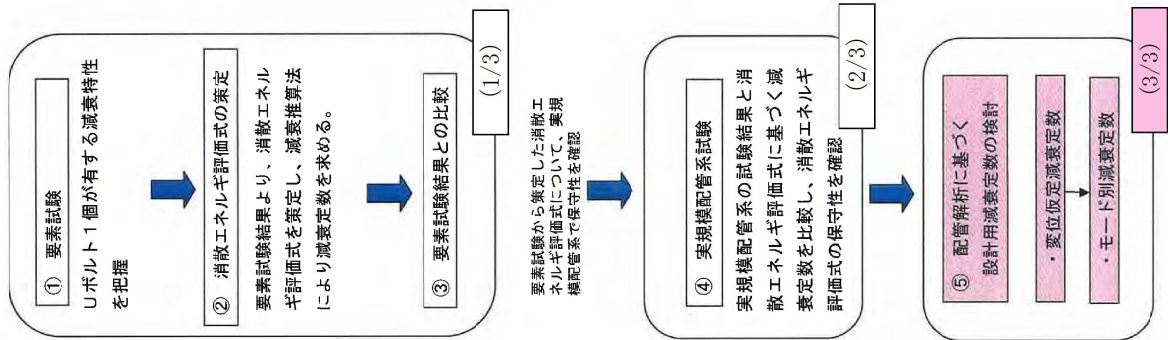 ① 要素試験
Uボルト1個が有する減衰特性
を把握
② 消散エネルギ評価式の策定
要素試験結果より、消散エネル
ギ評価式を策定し、減衰推算法
により減衰定数を求める。
③ 要素試験結果との比較
(1/3)
要素試験から策定した消散エ
ネルギ評価式について、実規
模配管系で保守性を確認
④ 実規模配管系試験
実規模配管系の試験結果と消
散エネルギ評価式に基づく減
衰定数を比較し、消散エネルギ
評価式の保守性を確認
(2/3)
⑤ 配管解析に基づく
設計用減衰定数の検討
・変位仮定減衰定数
・モード別減衰定数
(3/3)